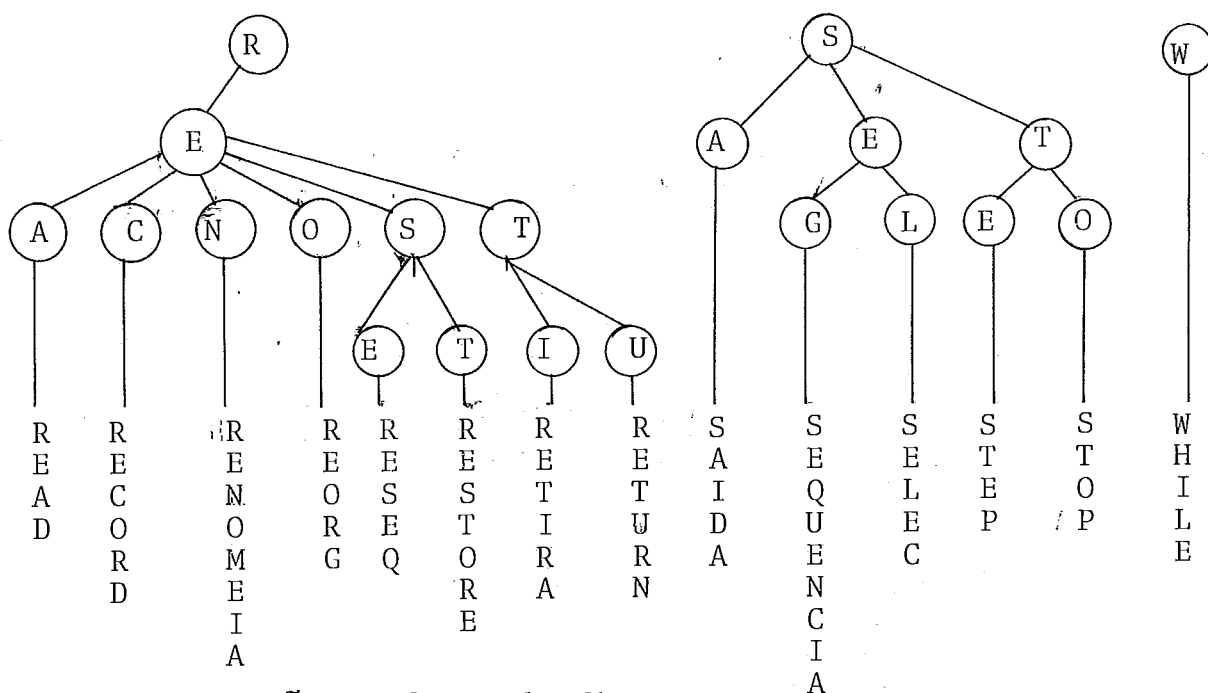 R
S
W
E
A
E
T
A
C
N
O
S
T
G
L
E
O
E
T
I
U
READ
RECORD
RENOMEIA
REORG
RESEQ
RESTORE
RETIRA
RETURN
SAIDA
SEQUENCIA
SELEC
STEP
STOP
WHILE